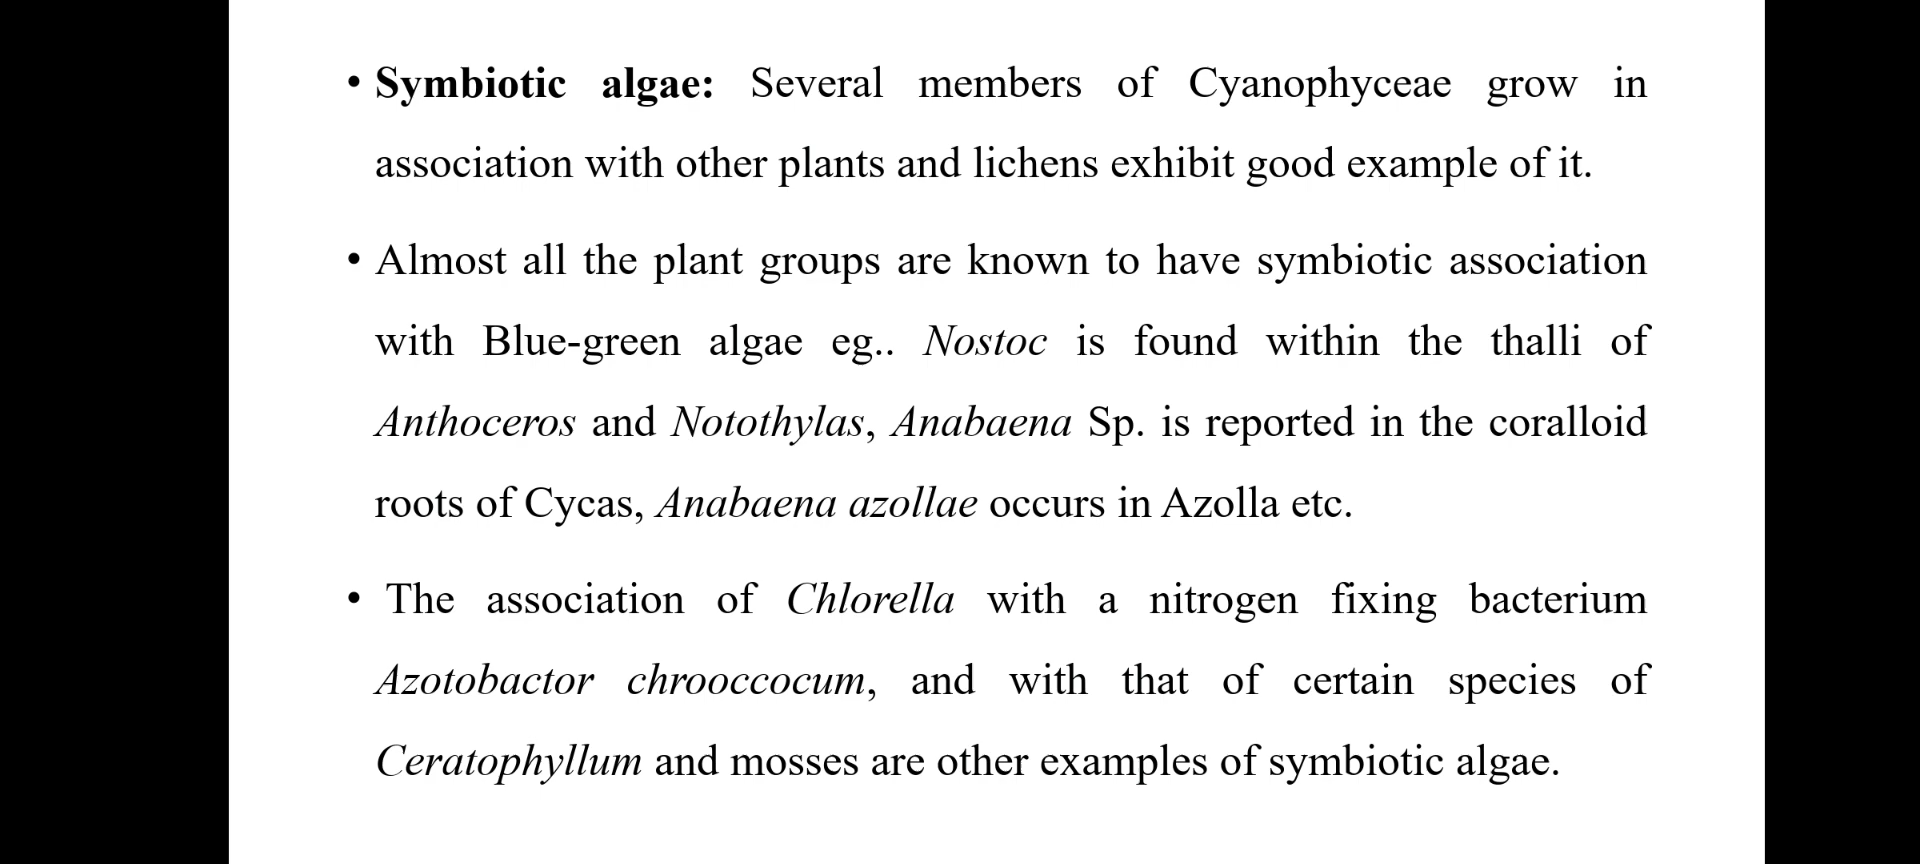 • Symbiotic algae: Several members of Cyanophyceae grow in
association with other plants and lichens exhibit good example of it.
• Almost all the plant groups are known to have symbiotic association
with Blue-green algae eg.. Nostoc is found within the thalli of
Anthoceros and Notothylas, Anabaena Sp. is reported in the coralloid
roots of Cycas, Anabaena azollae occurs in Azolla etc.
• The association of Chlorella with a nitrogen fixing bacterium
Azotobactor chrooccocum, and with that of certain species of
Ceratophyllum and mosses are other examples of symbiotic algae.